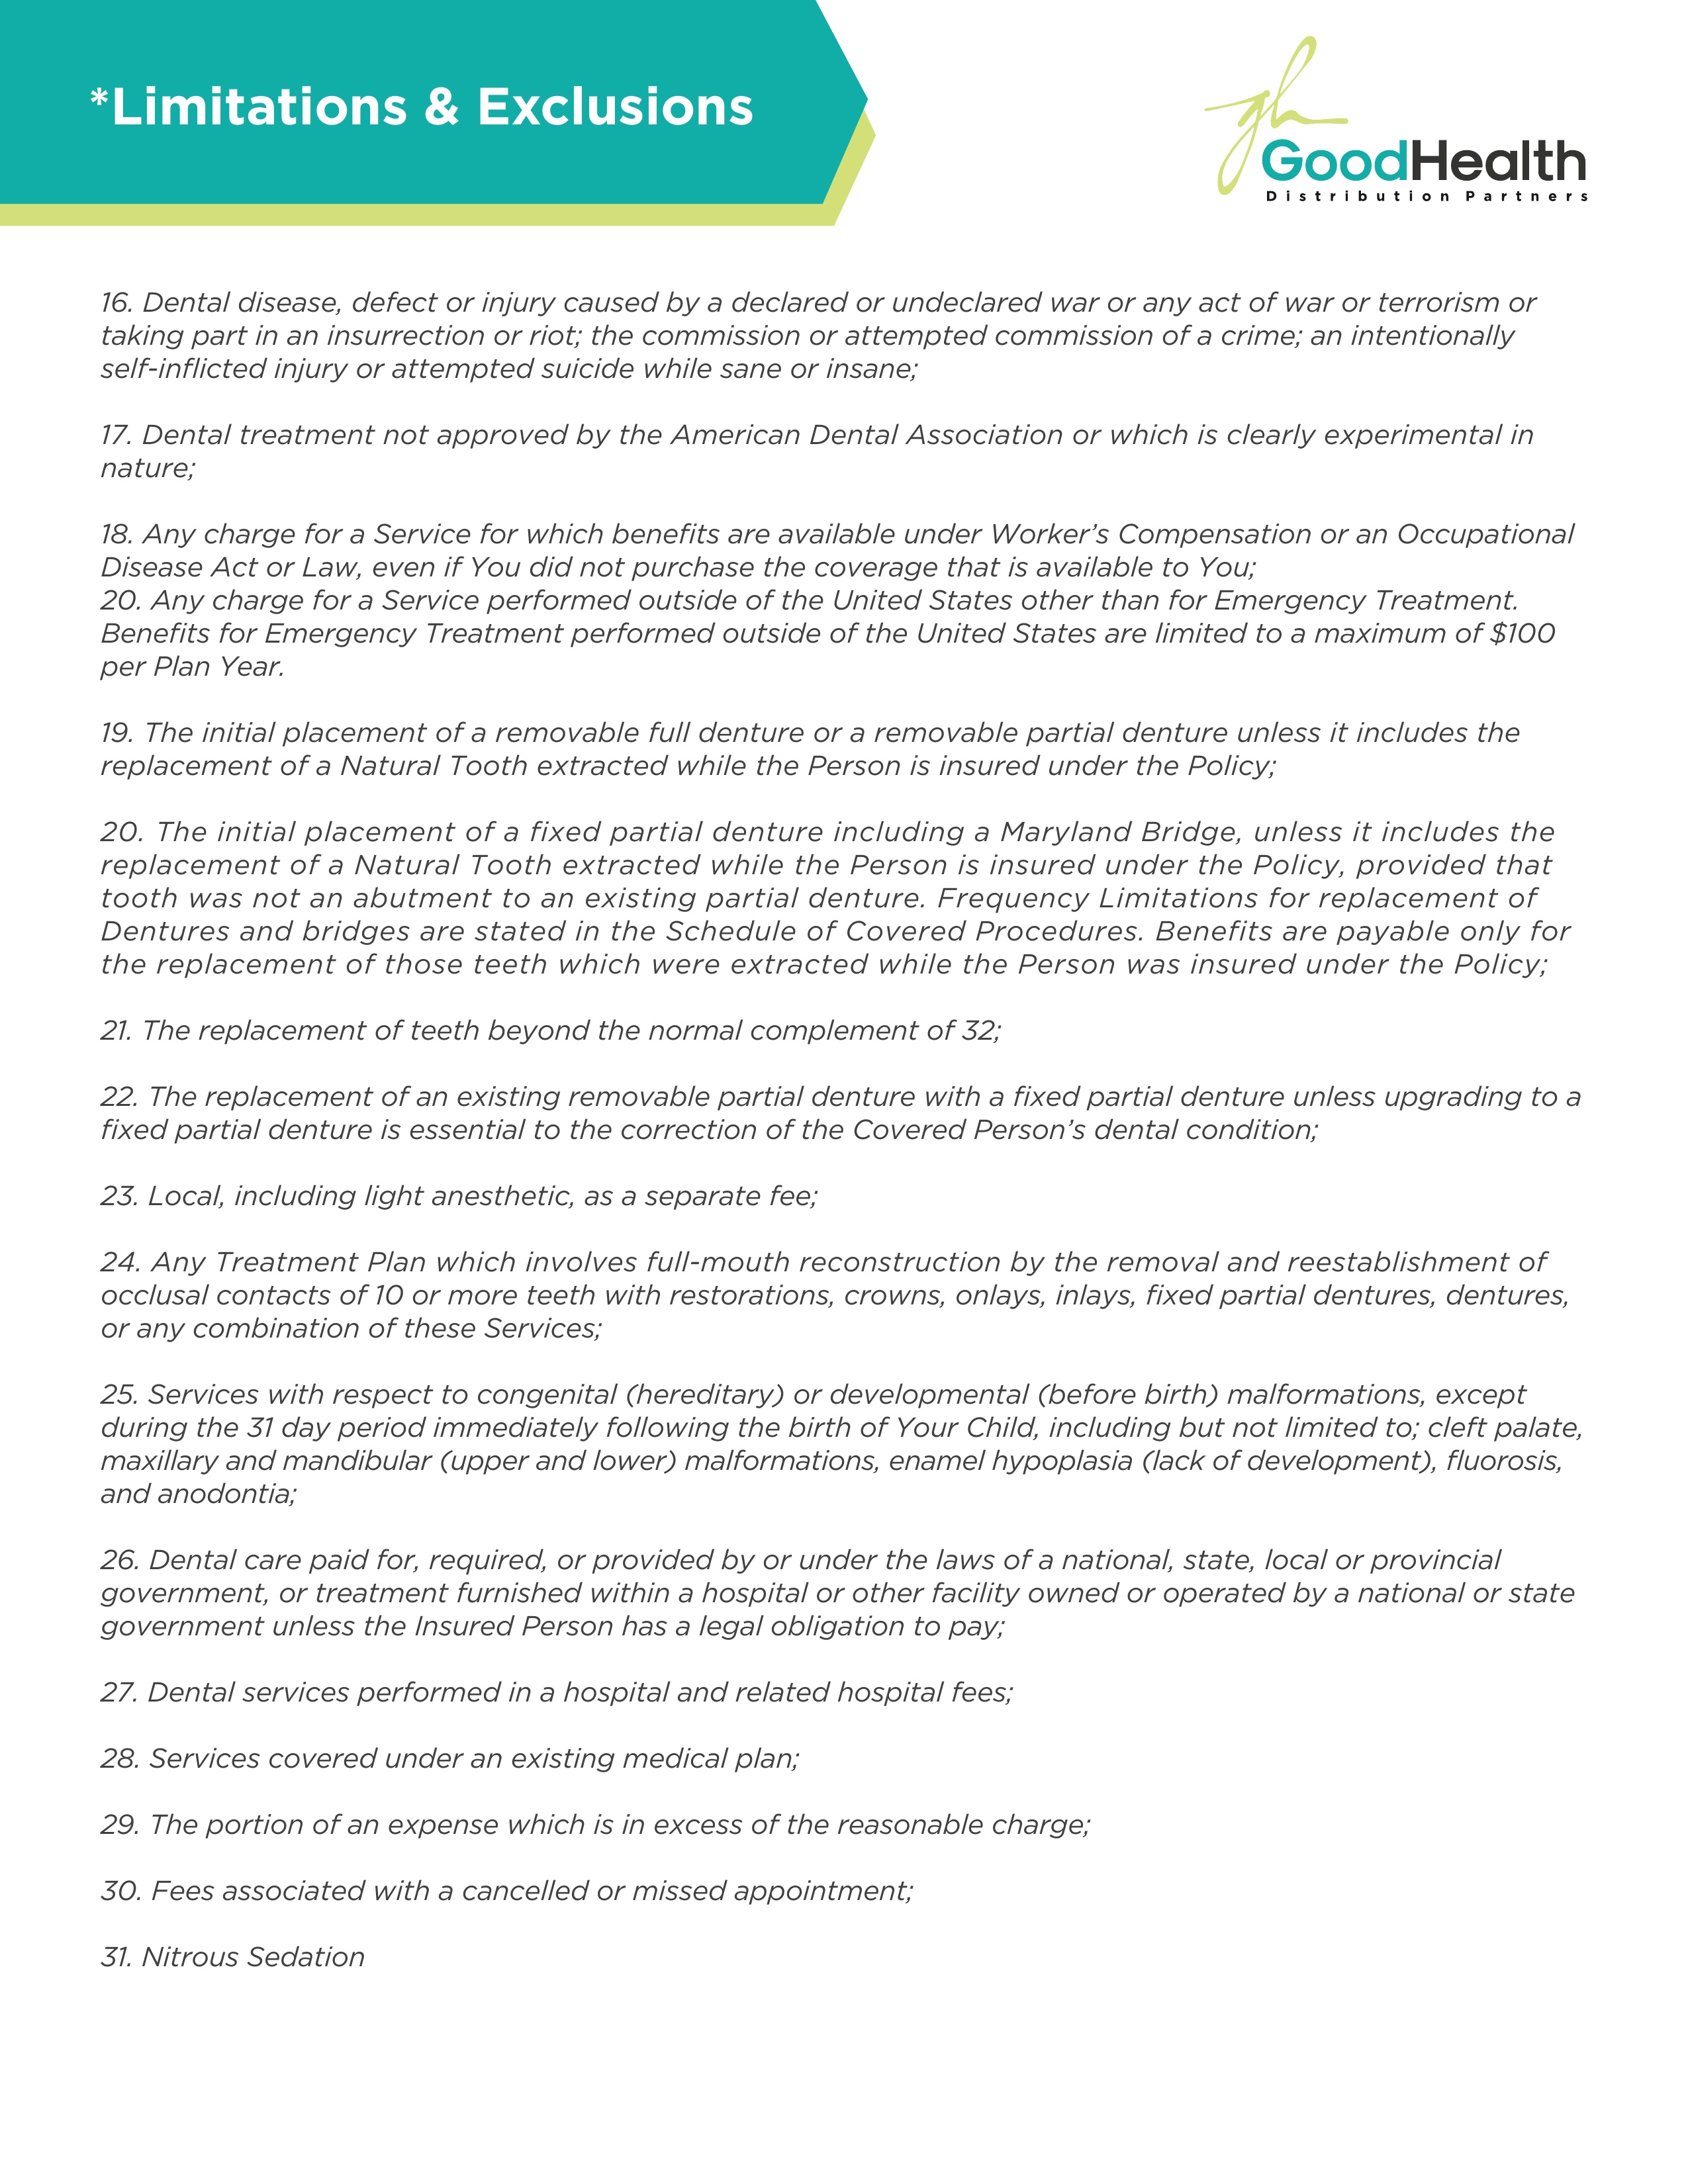 *Limitations & Exclusions
gh
GoodHealth
Distribution Partners
16. Dental disease, defect or injury caused by a declared or undeclared war or any act of war or terrorism or
taking part in an insurrection or riot; the commission or attempted commission of a crime; an intentionally
self-inflicted injury or attempted suicide while sane or insane;
17. Dental treatment not approved by the American Dental Association or which is clearly experimental in
nature;
18. Any charge for a Service for which benefits are available under Worker’s Compensation or an Occupational
Disease Act or Law, even if You did not purchase the coverage that is available to You;
20. Any charge for a Service performed outside of the United States other than for Emergency Treatment.
Benefits for Emergency Treatment performed outside of the United States are limited to a maximum of $100
per Plan Year.
19. The initial placement of a removable full denture or a removable partial denture unless it includes the
replacement of a Natural Tooth extracted while the Person is insured under the Policy;
20. The initial placement of a fixed partial denture including a Maryland Bridge, unless it includes the
replacement of a Natural Tooth extracted while the Person is insured under the Policy, provided that
tooth was not an abutment to an existing partial denture. Frequency Limitations for replacement of
Dentures and bridges are stated in the Schedule of Covered Procedures. Benefits are payable only for
the replacement of those teeth which were extracted while the Person was insured under the Policy;
21. The replacement of teeth beyond the normal complement of 32;
22. The replacement of an existing removable partial denture with a fixed partial denture unless upgrading to a
fixed partial denture is essential to the correction of the Covered Person’s dental condition;
23. Local, including light anesthetic, as a separate fee;
24. Any Treatment Plan which involves full-mouth reconstruction by the removal and reestablishment of
occlusal contacts of 10 or more teeth with restorations, crowns, onlays, inlays, fixed partial dentures, dentures,
or any combination of these Services;
25. Services with respect to congenital (hereditary) or developmental (before birth) malformations, except
during the 31 day period immediately following the birth of Your Child, including but not limited to; cleft palate,
maxillary and mandibular (upper and lower) malformations, enamel hypoplasia (lack of development), fluorosis,
and anodontia;
26. Dental care paid for, required, or provided by or under the laws of a national, state, local or provincial
government, or treatment furnished within a hospital or other facility owned or operated by a national or state
government unless the Insured Person has a legal obligation to pay;
27. Dental services performed in a hospital and related hospital fees;
28. Services covered under an existing medical plan;
29. The portion of an expense which is in excess of the reasonable charge;
30. Fees associated with a cancelled or missed appointment;
31. Nitrous Sedation